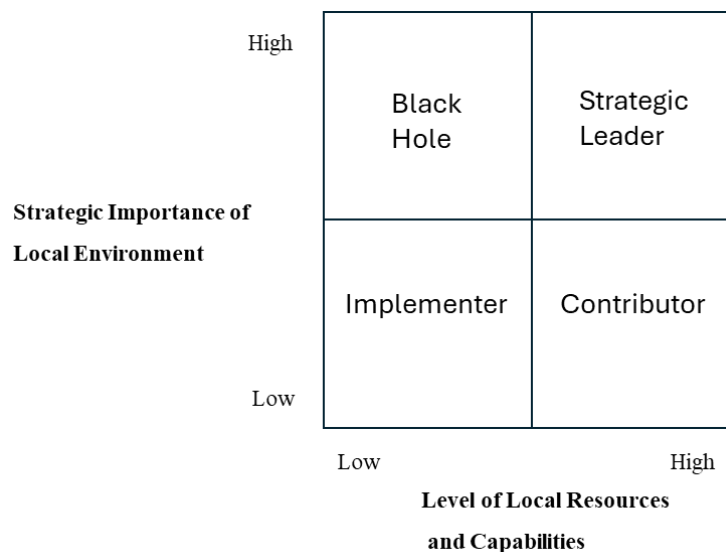 High
Black
Hole
Strategic
Leader
Strategic Importance of
Local Environment
Implementer
Contributor
Low
Low
High
Level of Local Resources
and Capabilities